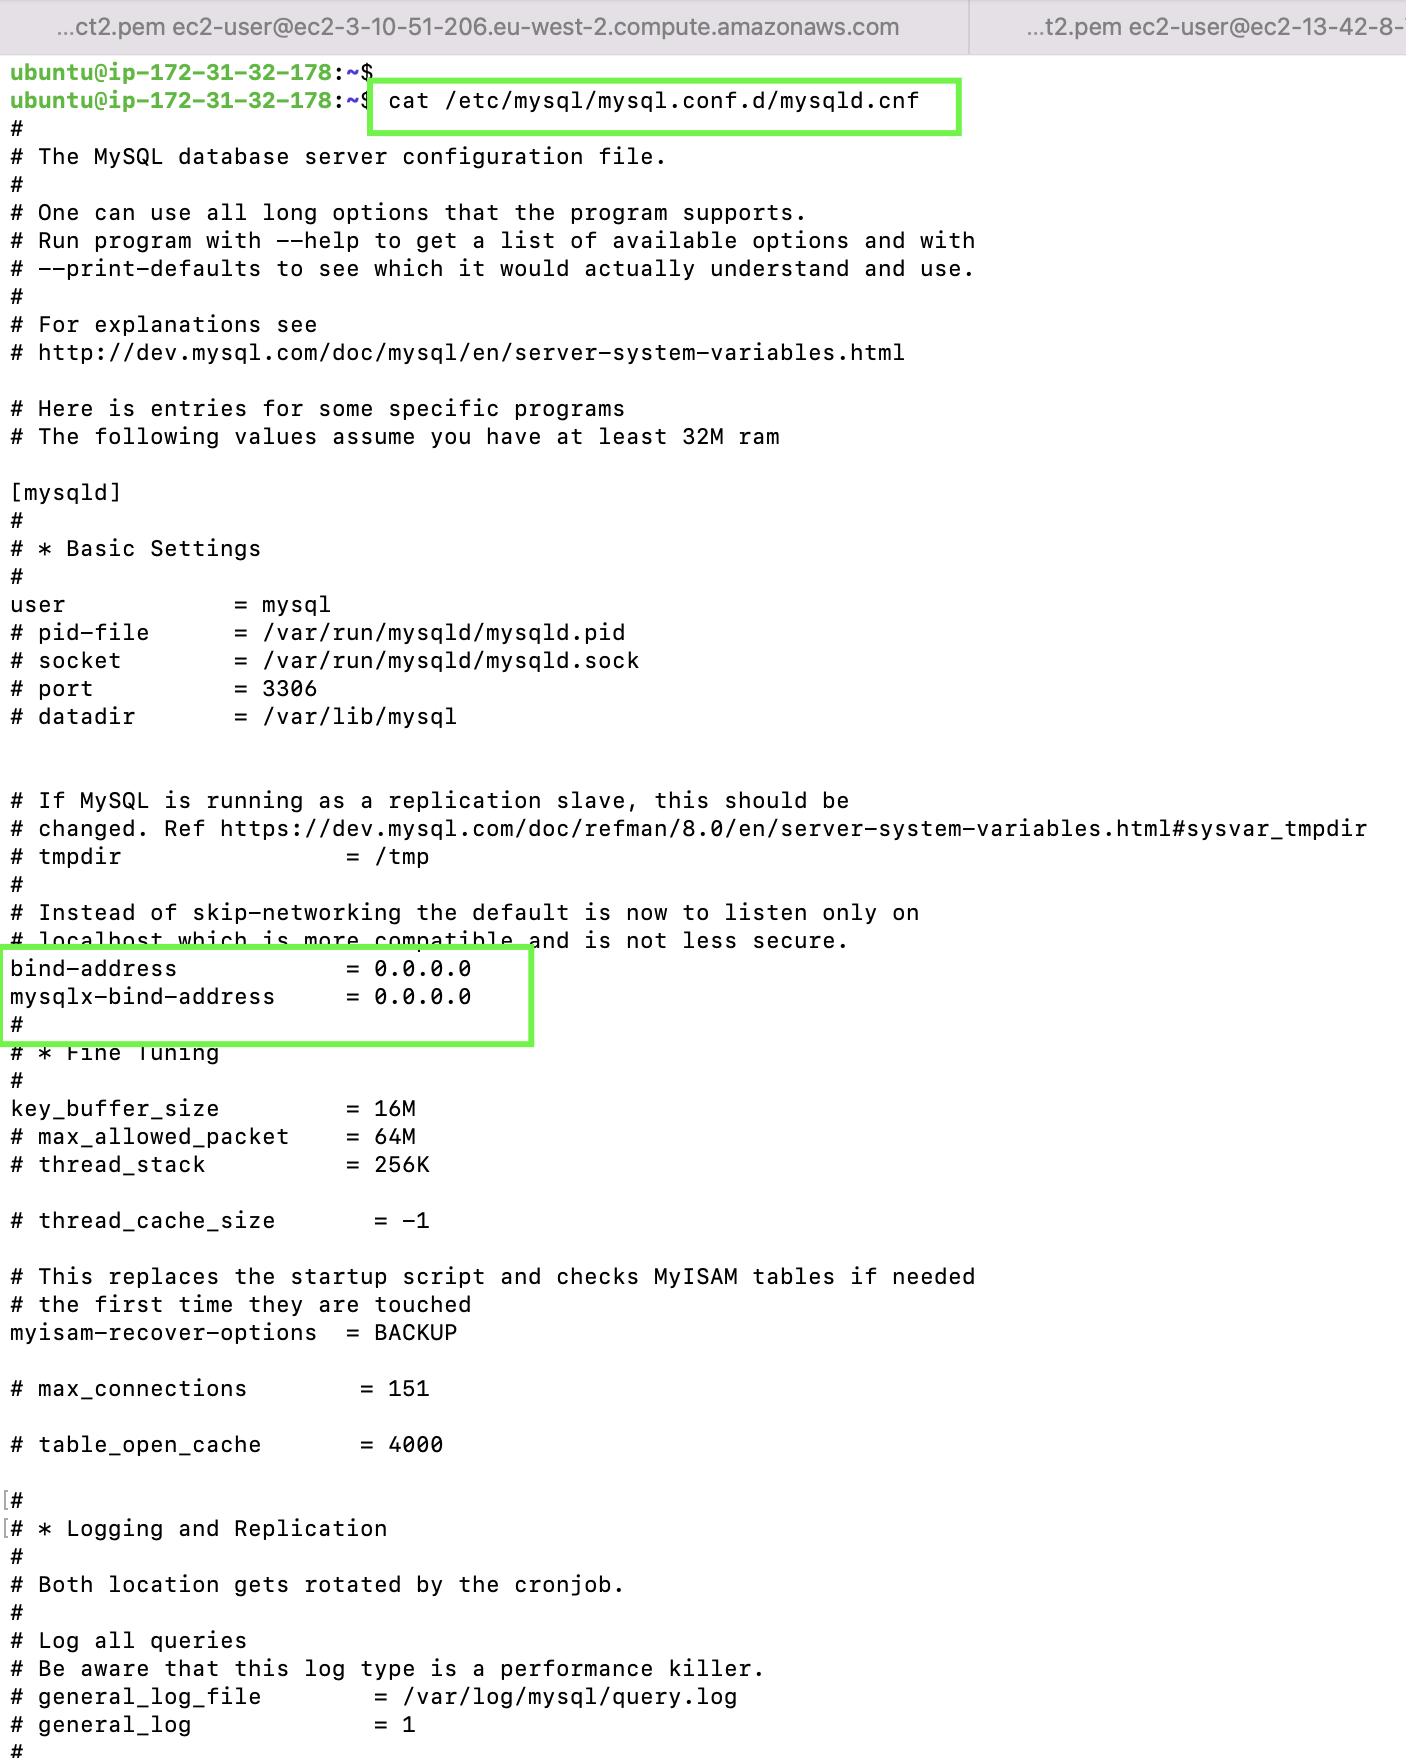 ...ct2.pem ec2-user@ec2-3-10-51-206.eu-west-2.compute.amazonaws.com
...t2.pem ec2-user@ec2-13-42-8-
ubuntu@ip-172-31-32-178:~$
ubuntu@ip-172-31-32-178:~$ cat /etc/mysql/mysql.conf.d/mysqld.cnf
#
# The MySQL database server configuration file.
#
# One can use all long options that the program supports.
# Run program with --help to get a list of available options and with
# --print-defaults to see which it would actually understand and use.
#
# For explanations see
# http://dev.mysql.com/doc/mysql/en/server-system-variables.html

# Here is entries for some specific programs
# The following values assume you have at least 32M ram

[mysqld]
#
# * Basic Settings
#
user            = mysql
# pid-file      = /var/run/mysqld/mysqld.pid
# socket        = /var/run/mysqld/mysqld.sock
# port          = 3306
# datadir       = /var/lib/mysql


# If MySQL is running as a replication slave, this should be
# changed. Ref https://dev.mysql.com/doc/refman/8.0/en/server-system-variables.html#sysvar_tmpdir
# tmpdir                = /tmp
#
# Instead of skip-networking the default is now to listen only on
# localhost which is more compatible and is not less secure.
bind-address            = 0.0.0.0
mysqlx-bind-address     = 0.0.0.0
#
# * Fine Tuning
#
key_buffer_size         = 16M
# max_allowed_packet    = 64M
# thread_stack          = 256K

# thread_cache_size       = -1

# This replaces the startup script and checks MyISAM tables if needed
# the first time they are touched
myisam-recover-options  = BACKUP

# max_connections        = 151

# table_open_cache       = 4000

[#
[# * Logging and Replication
#
# Both location gets rotated by the cronjob.
#
# Log all queries
# Be aware that this log type is a performance killer.
# general_log_file        = /var/log/mysql/query.log
# general_log             = 1
#